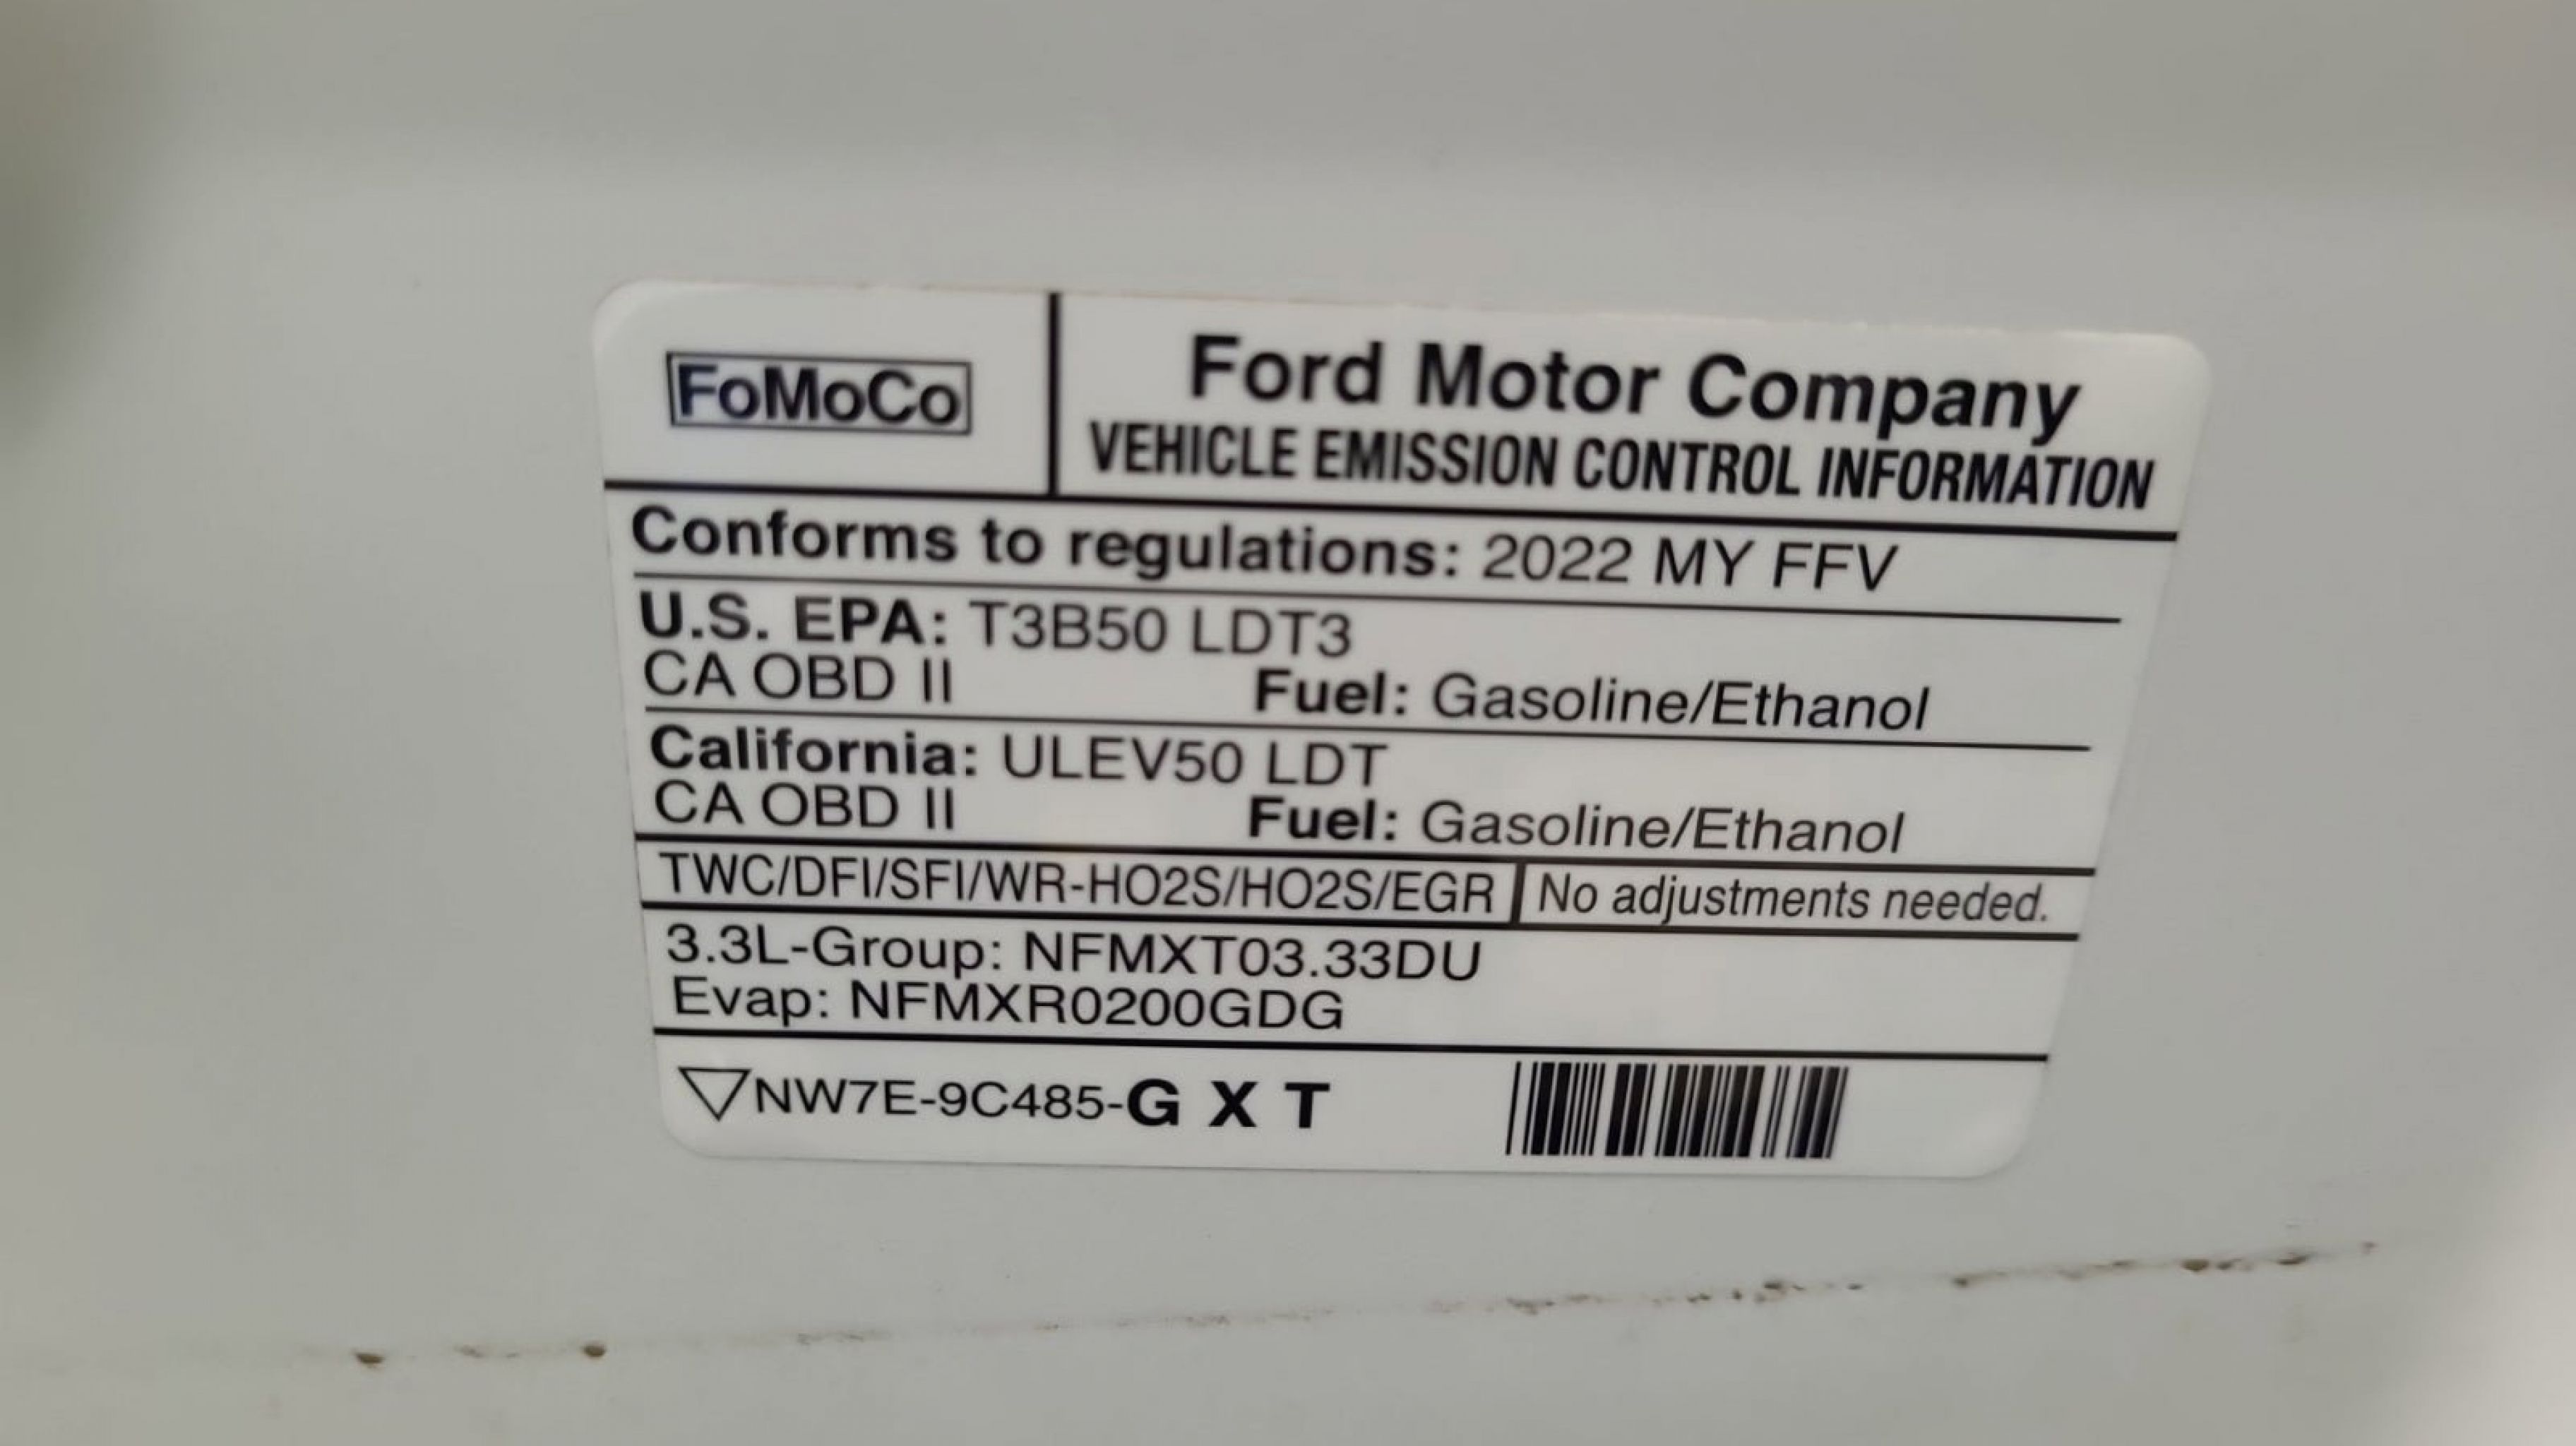 FoMoCo
Ford Motor Company
VEHICLE EMISSION CONTROL INFORMATION
Conforms to regulations: 2022 MY FFV
U.S. EPA: T3B50 LDT3
CA OBD II Fuel: Gasoline/Ethanol
California: ULEV50 LDT
CA OBD II Fuel: Gasoline/Ethanol
TWC/DFI/SFI/WR-HO2S/HO2S/EGR No adjustments needed.
3.3L-Group: NFMXT03.33DU
Evap: NFMXR0200GDG
NW7E-9C485-G X T